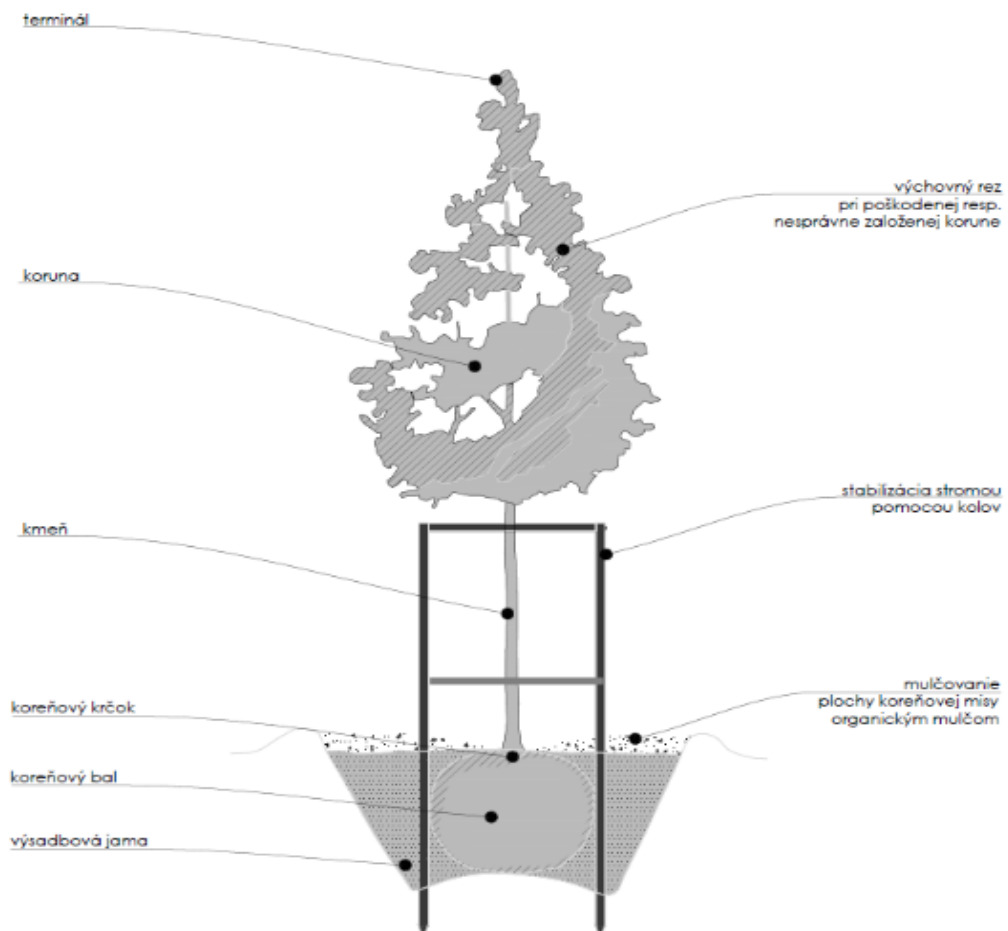 terminál
výchovný rez
pri poškodenej resp.
nesprávne založenej korune
koruna
stabilizácia stromou
pomocou kolov
kmeň
mulčovanie
plochy koreňovej misy
organickým mulčom
koreňový krčok
koreňový bal
výsadbová jama